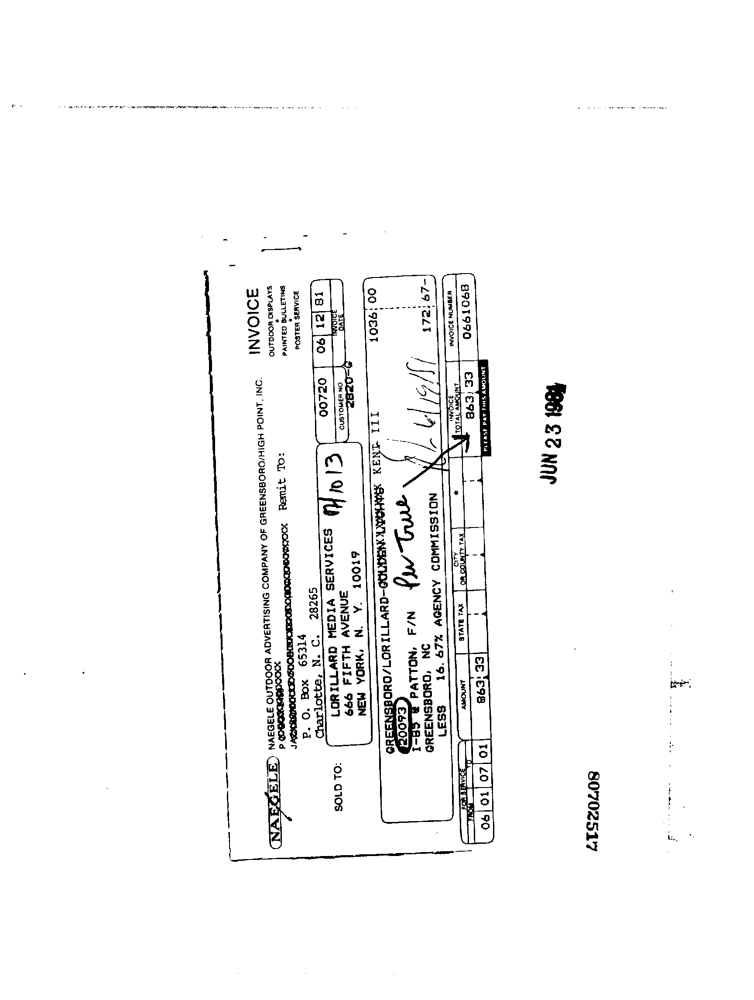 NAEGELE NAEGELE OUTDOOR ADVERTISING COMPANY OF GREENSBORO/HIGH POINT, INC. INVOICE
OUTDOOR DISPLAYS
PAINTED BULLETINS
POSTER SERVICE
Remit To:
P. O. Box 65314
Charlotte, N. C. 28265
00720 06 12 81
CUSTOMER NO INVOICE DATE
2820-6
SOLD TO: LORILLARD MEDIA SERVICES
666 FIFTH AVENUE
NEW YORK, N. Y. 10019
GREENSBORO/LORILLARD- KENT III 1036.00
20093
I-85 @ PATTON, F/N Per True
GREENSBORO, NC
LESS 16.67% AGENCY COMMISSION 172.67-
6/19/81
FOR SERVICE FROM TO AMOUNT STATE TAX CITY OR COUNTY TAX INVOICE TOTAL AMOUNT INVOICE NUMBER
06 01 07 01 863 33 863 33 0661068
PLEASE PAY THIS AMOUNT
JUN 23 1981
80702517